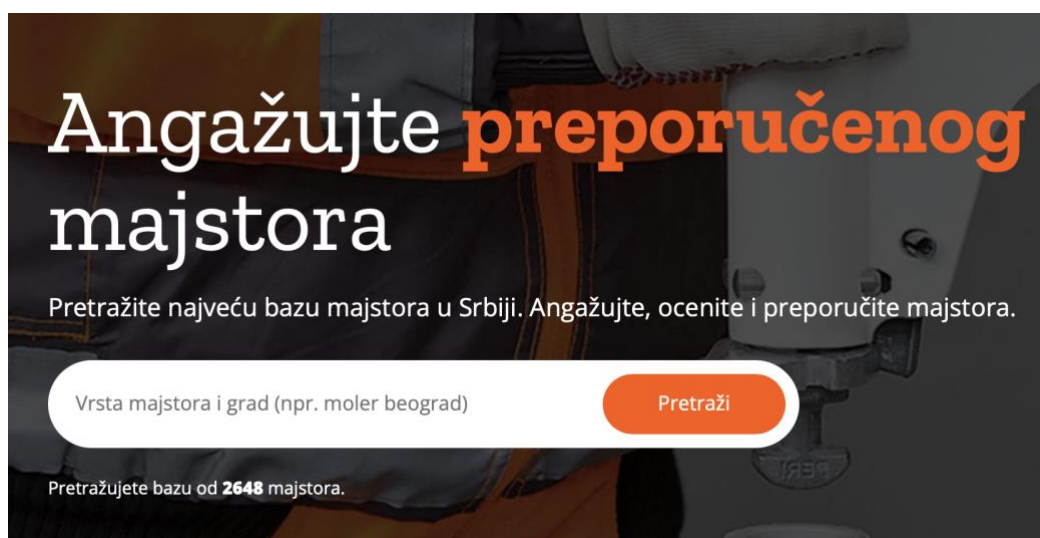 Angažujte preporučenog
majstora
Pretražite najveću bazu majstora u Srbiji. Angažujte, ocenite i preporučite majstora.
Vrsta majstora i grad (npr. moler beograd)
Pretraži
Pretražujete bazu od 2648 majstora.
PERI